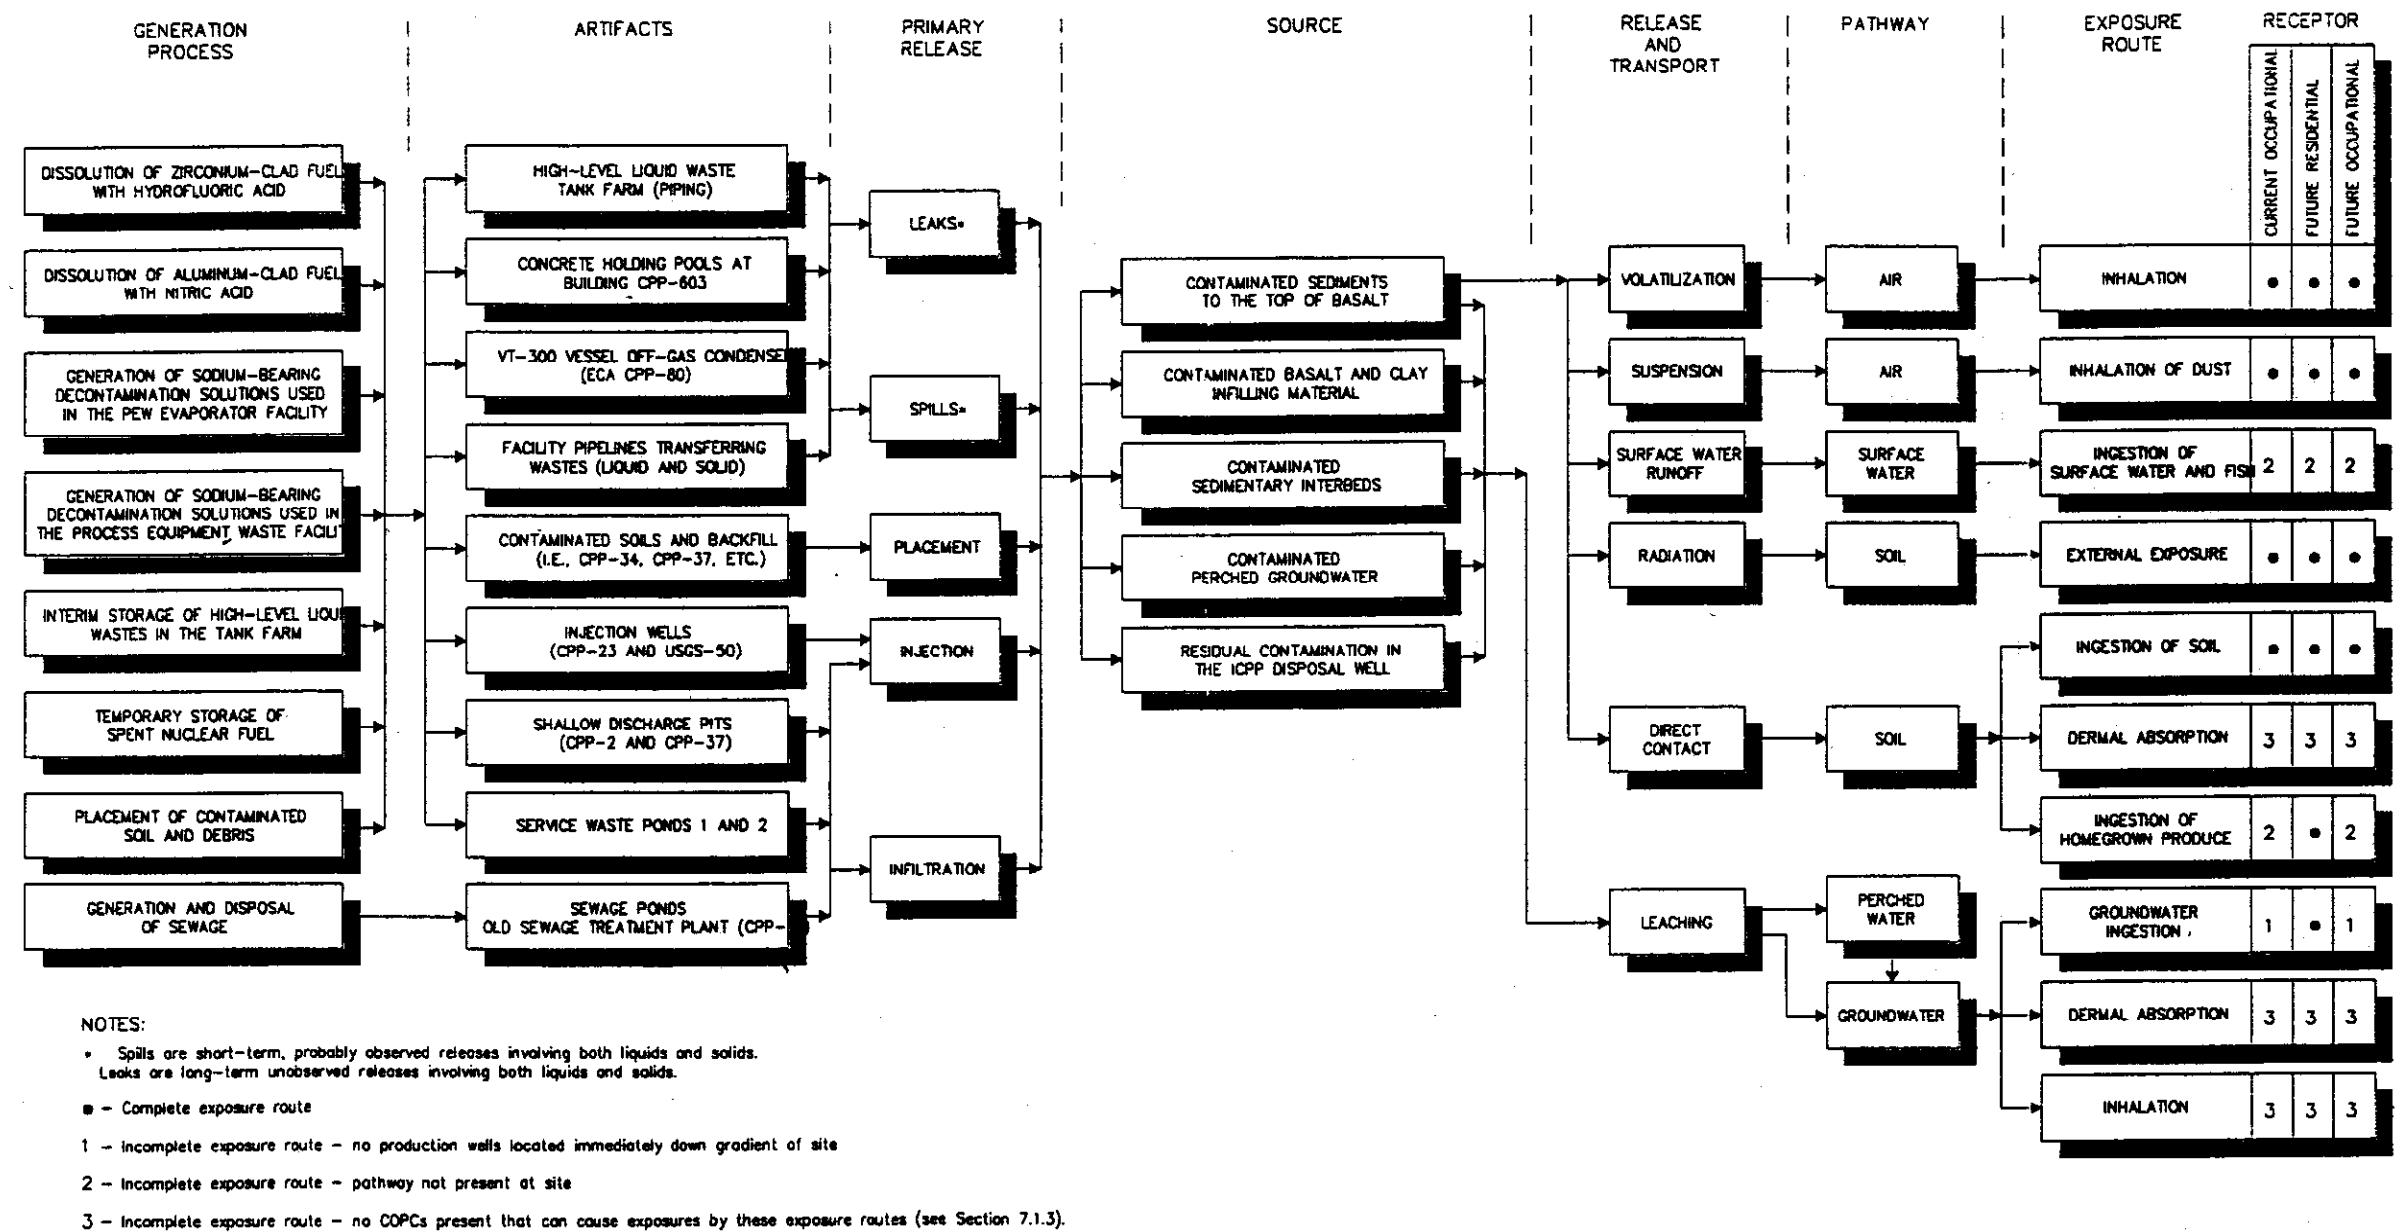 GENERATION
PROCESS
ARTIFACTS
PRIMARY
RELEASE
SOURCE
RELEASE
AND
TRANSPORT
PATHWAY
EXPOSURE
ROUTE
RECEPTOR
CURRENT OCCUPATIONAL
FUTURE RESIDENTIAL
FUTURE OCCUPATIONAL
DISSOLUTION OF ZIRCONIUM-CLAD FUEL
WITH HYDROFLUORIC ACID
DISSOLUTION OF ALUMINUM-CLAD FUEL
WITH NITRIC ACID
GENERATION OF SODIUM-BEARING
DECONTAMINATION SOLUTIONS USED
IN THE PEW EVAPORATOR FACILITY
GENERATION OF SODIUM-BEARING
DECONTAMINATION SOLUTIONS USED IN
THE PROCESS EQUIPMENT WASTE FACILIT
INTERIM STORAGE OF HIGH-LEVEL LIQUI
WASTES IN THE TANK FARM
TEMPORARY STORAGE OF
SPENT NUCLEAR FUEL
PLACEMENT OF CONTAMINATED
SOIL AND DEBRIS
GENERATION AND DISPOSAL
OF SEWAGE
HIGH-LEVEL LIQUID WASTE
TANK FARM (PIPING)
CONCRETE HOLDING POOLS AT
BUILDING CPP-603
VT-300 VESSEL OFF-GAS CONDENSE
(ECA CPP-80)
FACILITY PIPELINES TRANSFERRING
WASTES (LIQUID AND SOLID)
CONTAMINATED SOILS AND BACKFILL
(I.E., CPP-34, CPP-37, ETC.)
INJECTION WELLS
(CPP-23 AND USGS-50)
SHALLOW DISCHARGE PITS
(CPP-2 AND CPP-37)
SERVICE WASTE PONDS 1 AND 2
SEWAGE PONDS
OLD SEWAGE TREATMENT PLANT (CPP-
LEAKS*
SPILLS*
PLACEMENT
INJECTION
INFILTRATION
CONTAMINATED SEDIMENTS
TO THE TOP OF BASALT
CONTAMINATED BASALT AND CLAY
INFILLING MATERIAL
CONTAMINATED
SEDIMENTARY INTERBEDS
CONTAMINATED
PERCHED GROUNDWATER
RESIDUAL CONTAMINATION IN
THE ICPP DISPOSAL WELL
VOLATILIZATION
SUSPENSION
SURFACE WATER
RUNOFF
RADIATION
DIRECT
CONTACT
LEACHING
AIR
AIR
SURFACE
WATER
SOIL
SOIL
PERCHED
WATER
GROUNDWATER
INHALATION ● ● ●
INHALATION OF DUST ● ● ●
INGESTION OF
SURFACE WATER AND FISH 2 2 2
EXTERNAL EXPOSURE ● ● ●
INGESTION OF SOIL ● ● ●
DERMAL ABSORPTION 3 3 3
INGESTION OF
HOMEGROWN PRODUCE 2 ● 2
GROUNDWATER
INGESTION 1 ● 1
DERMAL ABSORPTION 3 3 3
INHALATION 3 3 3
NOTES:
* Spills are short-term, probably observed releases involving both liquids and solids.
Leaks are long-term unobserved releases involving both liquids and solids.
● - Complete exposure route
1 - Incomplete exposure route - no production wells located immediately down gradient of site
2 - Incomplete exposure route - pathway not present at site
3 - Incomplete exposure route - no COPCs present that can cause exposures by these exposure routes (see Section 7.1.3).